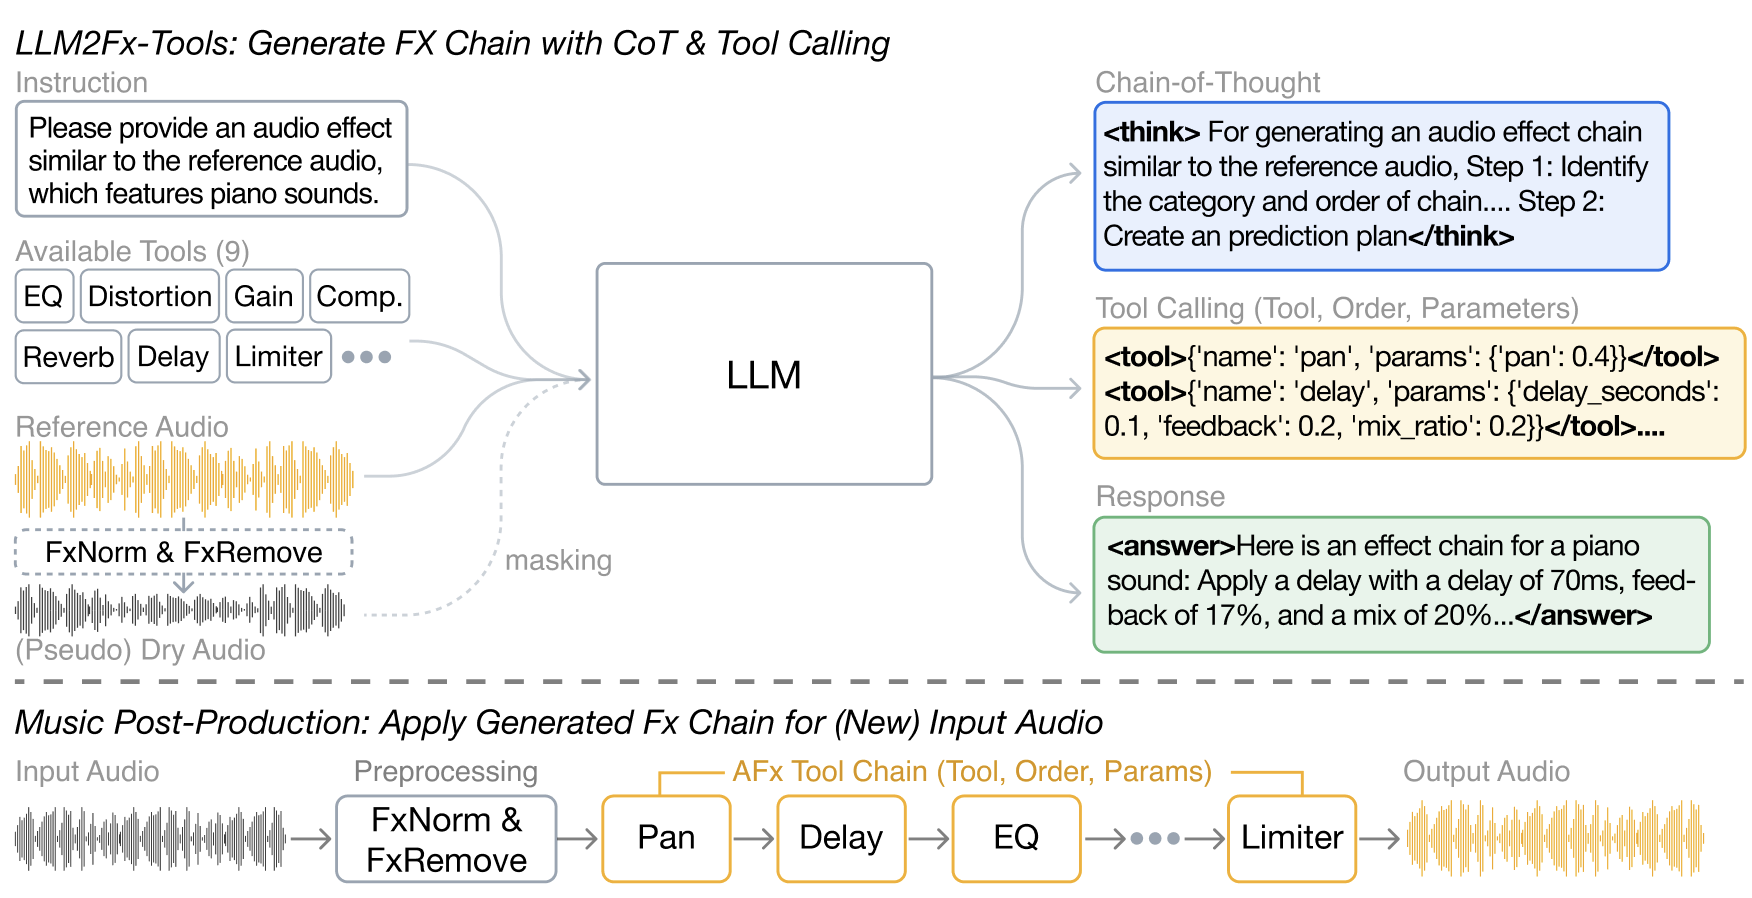 LLM2Fx-Tools: Generate FX Chain with CoT & Tool Calling
Instruction
Please provide an audio effect
similar to the reference audio,
which features piano sounds.
Available Tools (9)
EQ Distortion Gain Comp.
Reverb Delay Limiter
Reference Audio
FxNorm & FxRemove
(Pseudo) Dry Audio
masking
LLM
Chain-of-Thought
<think> For generating an audio effect chain
similar to the reference audio, Step 1: Identify
the category and order of chain.... Step 2:
Create an prediction plan</think>
Tool Calling (Tool, Order, Parameters)
<tool>{'name': 'pan', 'params': {'pan': 0.4}}</tool>
<tool>{'name': 'delay', 'params': {'delay_seconds':
0.1, 'feedback': 0.2, 'mix_ratio': 0.2}}</tool>....
Response
<answer>Here is an effect chain for a piano
sound: Apply a delay with a delay of 70ms, feed-
back of 17%, and a mix of 20%...</answer>
Music Post-Production: Apply Generated Fx Chain for (New) Input Audio
Input Audio
Preprocessing
FxNorm &
FxRemove
AFx Tool Chain (Tool, Order, Params)
Pan Delay EQ Limiter
Output Audio